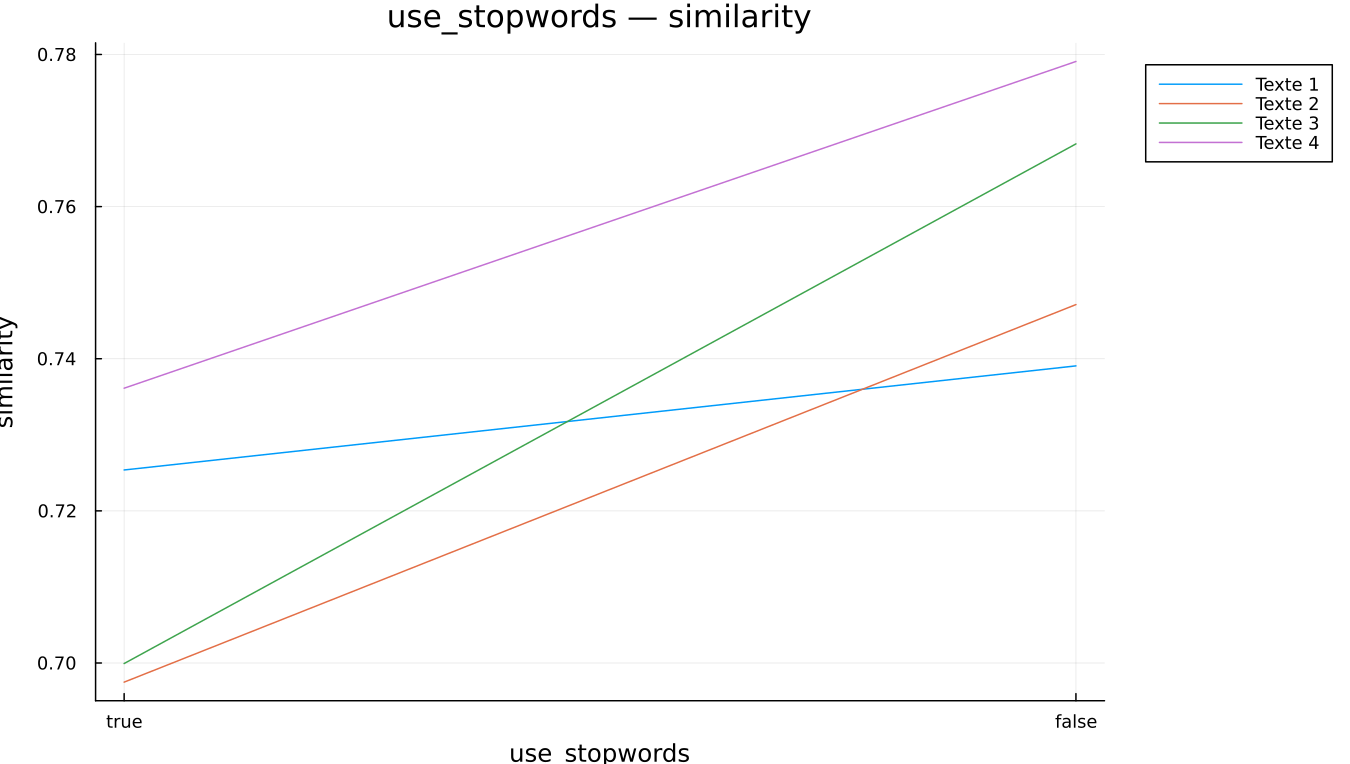 use_stopwords — similarity
Texte 1
Texte 2
Texte 3
Texte 4
0.78
0.76
0.74
0.72
0.70
similarity
true
false
use_stopwords